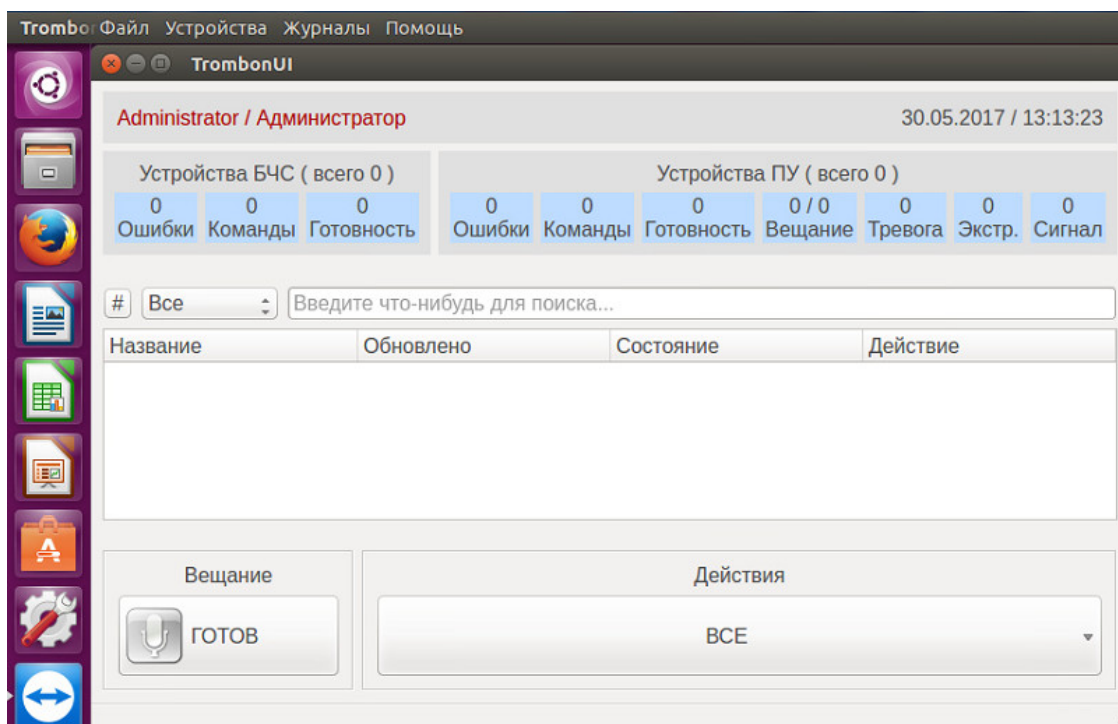 Trombo Файл Устройства Журналы Помощь
TrombonUI
Administrator / Администратор 30.05.2017 / 13:13:23
Устройства БЧС ( всего 0 ) Устройства ПУ ( всего 0 )
0 0 0 0 0 0 0 / 0 0 0 0
Ошибки Команды Готовность Ошибки Команды Готовность Вещание Тревога Экстр. Сигнал
# Все Введите что-нибудь для поиска...
Название Обновлено Состояние Действие
Вещание Действия
ГОТОВ ВСЕ